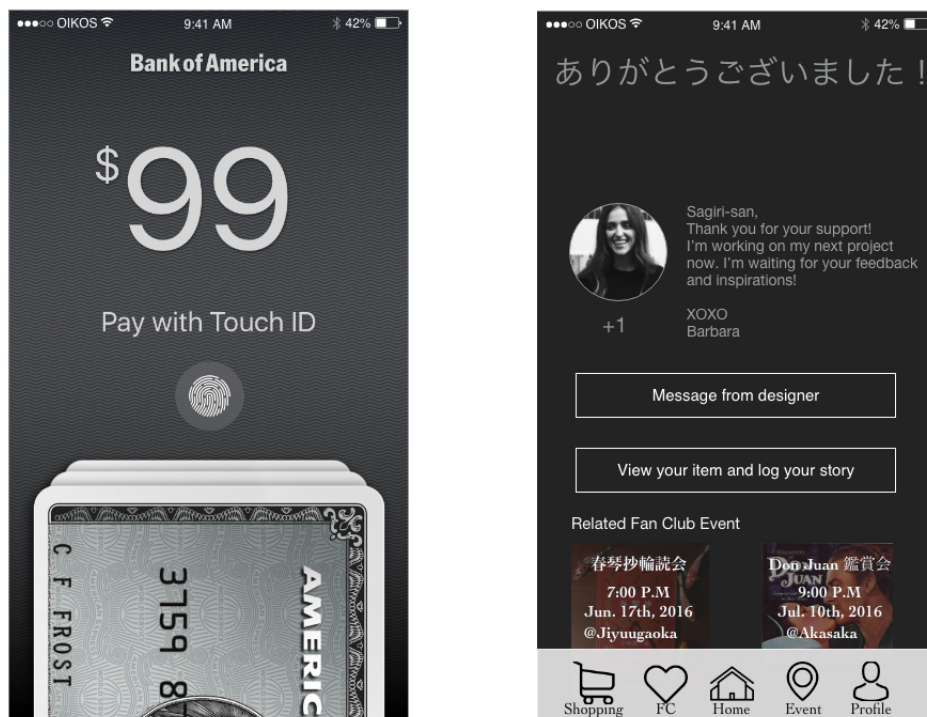 ●●●○○ OIKOS 9:41 AM 42%
Bank of America
$99
Pay with Touch ID
C F FROST
3759 8
AMERIC
●●●○○ OIKOS 9:41 AM 42%
ありがとうございました！
Sagiri-san,
Thank you for your support!
I'm working on my next project
now. I'm waiting for your feedback
and inspirations!
XOXO
Barbara
+1
Message from designer
View your item and log your story
Related Fan Club Event
春琴抄輪読会
7:00 P.M
Jun. 17th, 2016
@Jiyuugaoka
Don Juan 鑑賞会
9:00 P.M
Jul. 10th, 2016
@Akasaka
Shopping FC Home Event Profile